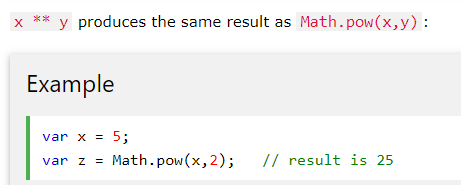 x ** y produces the same result as Math.pow(x,y):
Example
var x = 5;
var z = Math.pow(x,2);   // result is 25